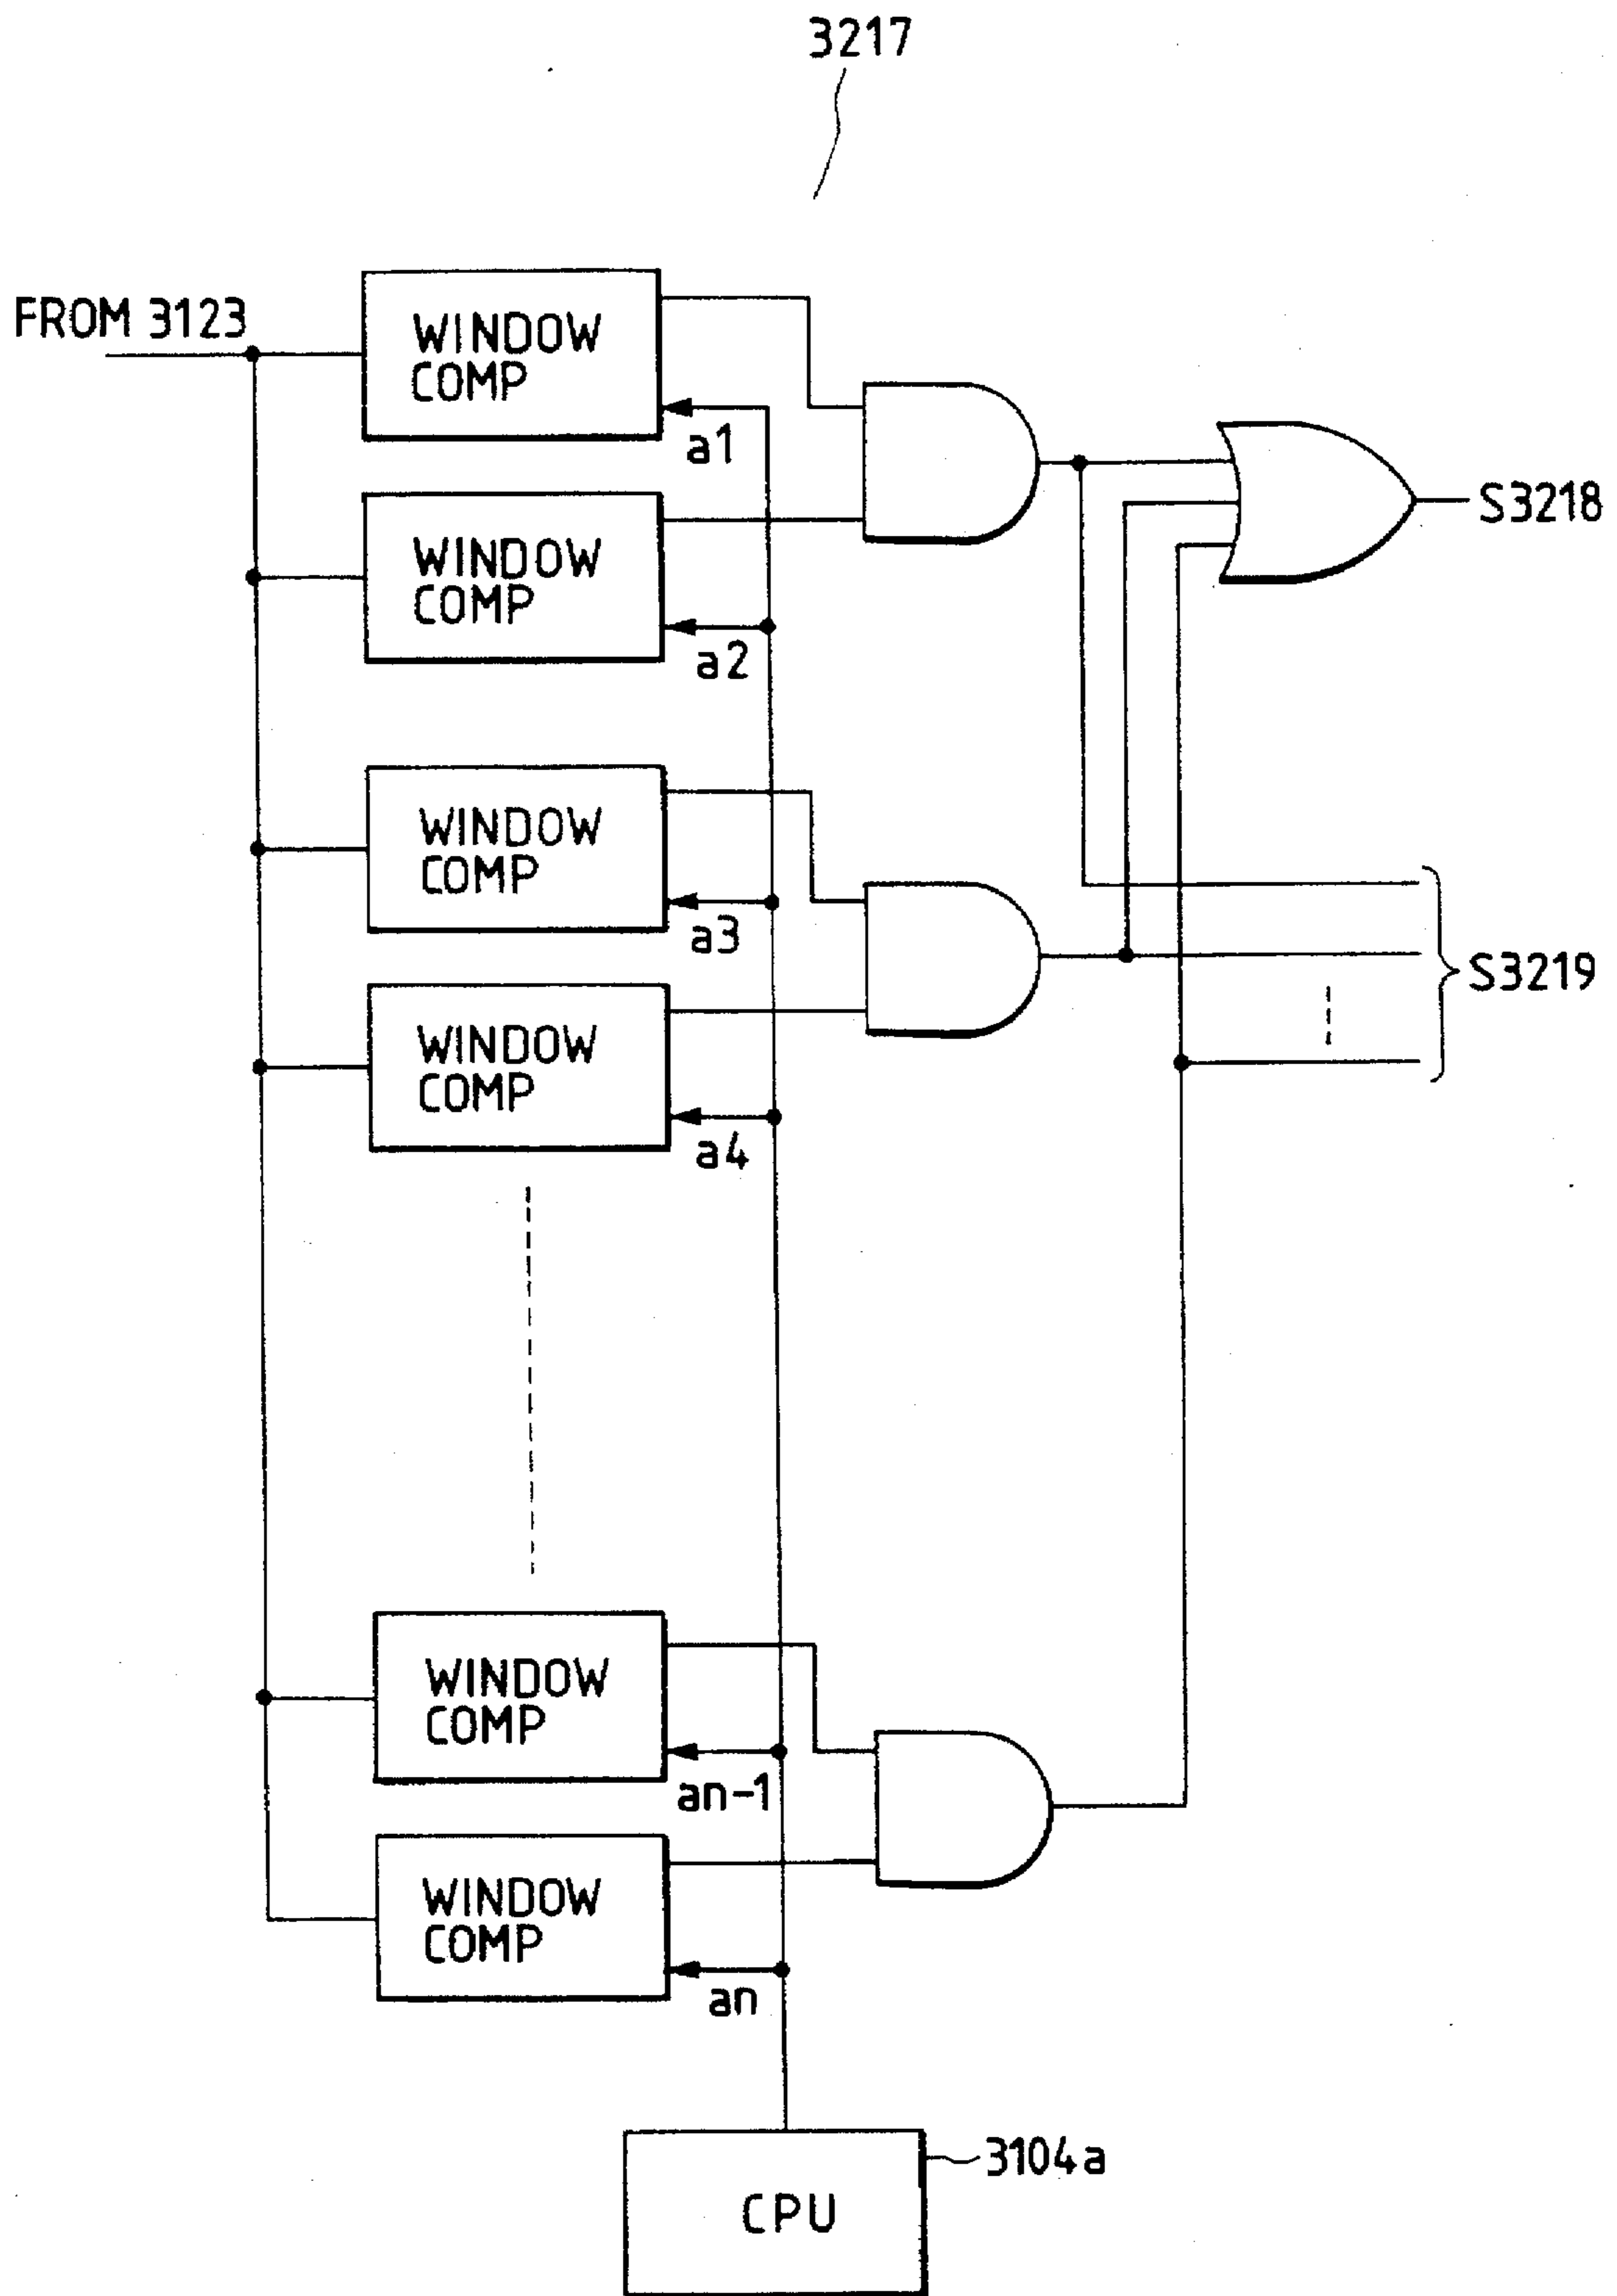 3217
FROM 3123
WINDOW
COMP
a1
S3218
WINDOW
COMP
a2
WINDOW
COMP
a3
S3219
WINDOW
COMP
a4
WINDOW
COMP
an-1
WINDOW
COMP
an
3104a
CPU